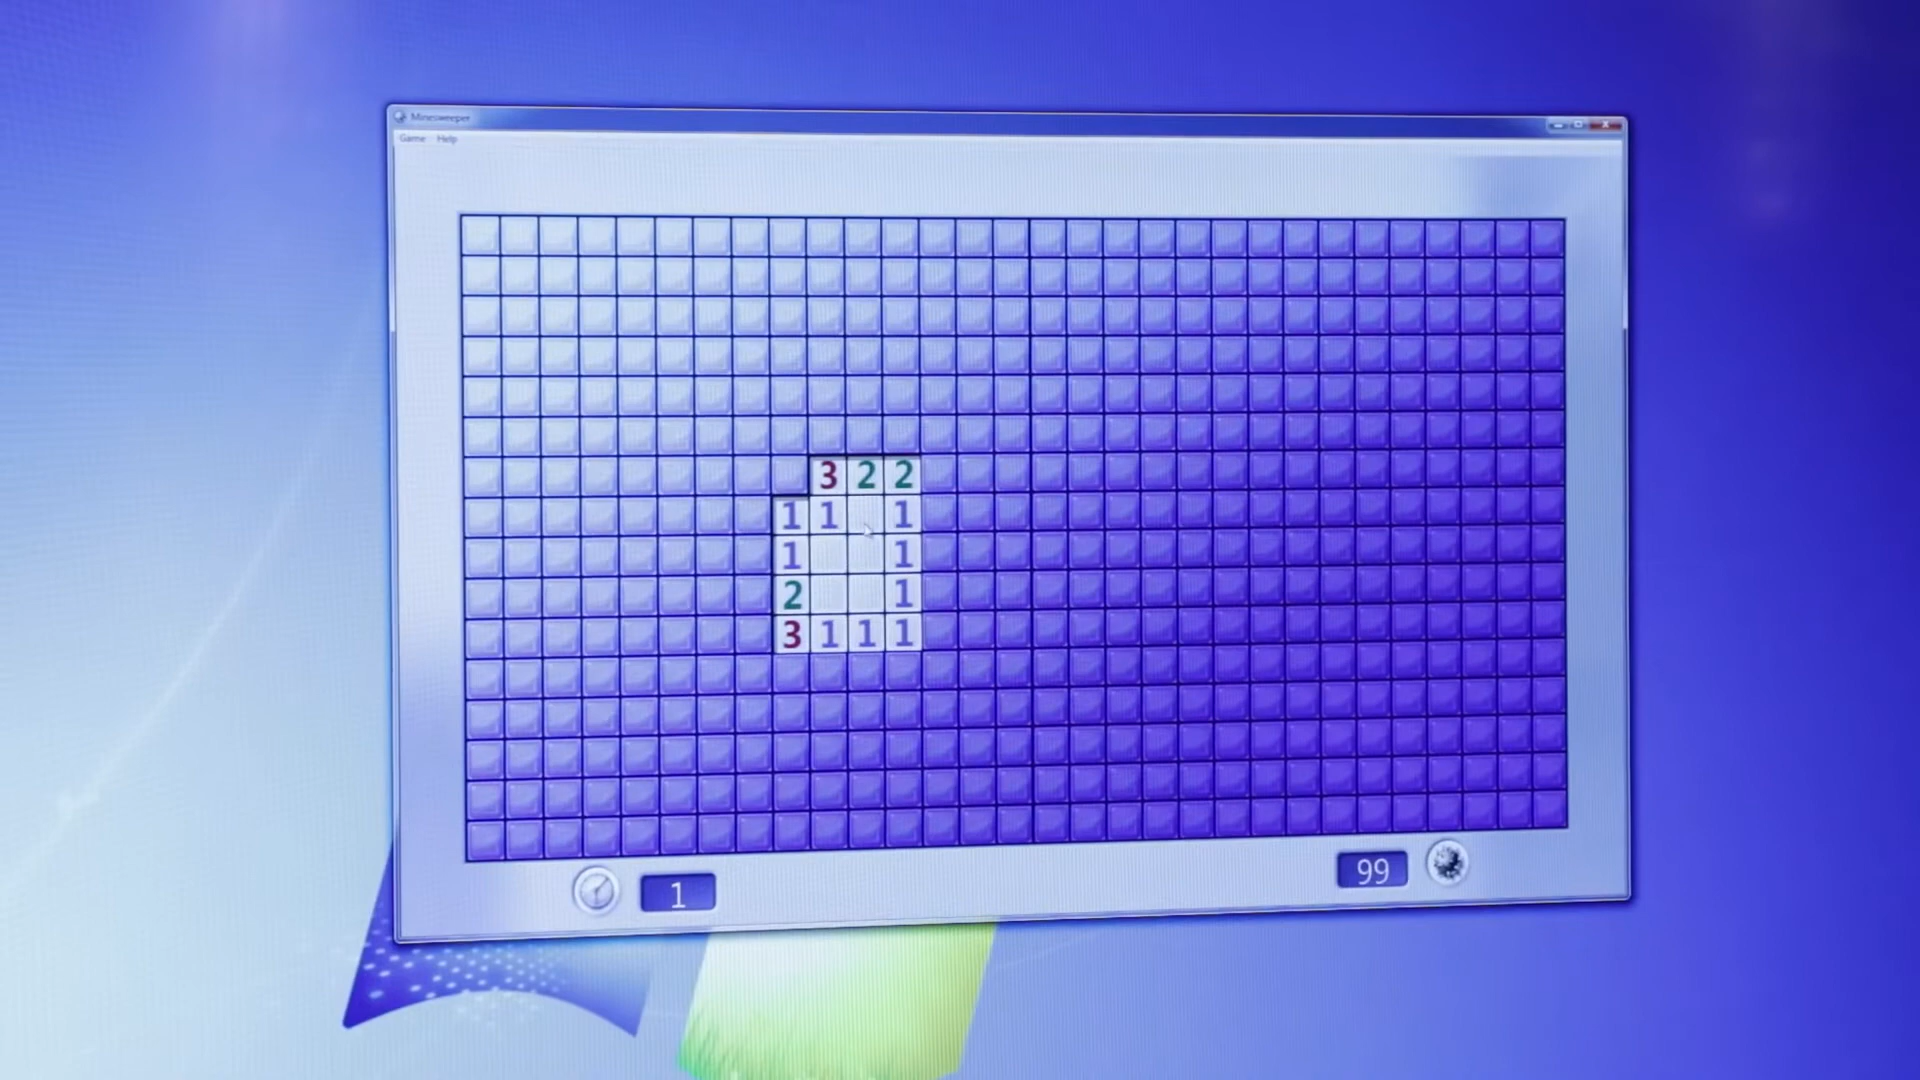 Minesweeper
Game Help
3 2 2
1 1 1
1 1
2 1
3 1 1 1
1
99